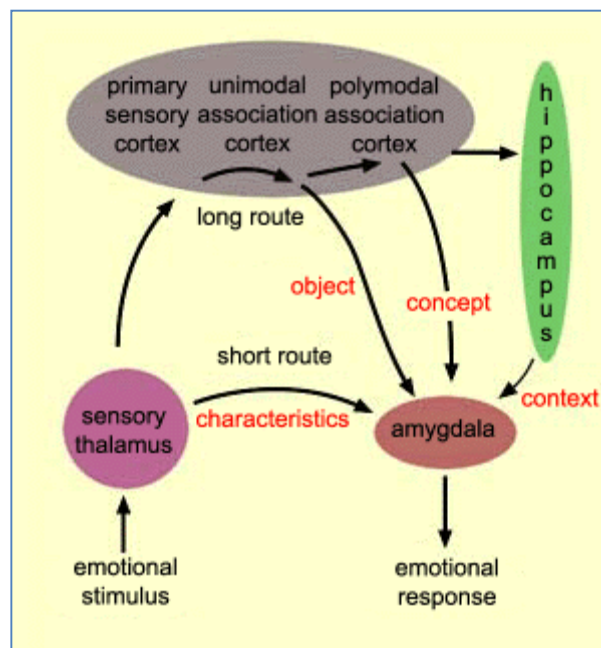 primary
sensory
cortex
unimodal
association
cortex
polymodal
association
cortex
hippocampus
long route
object
concept
short route
characteristics
context
sensory
thalamus
amygdala
emotional
stimulus
emotional
response